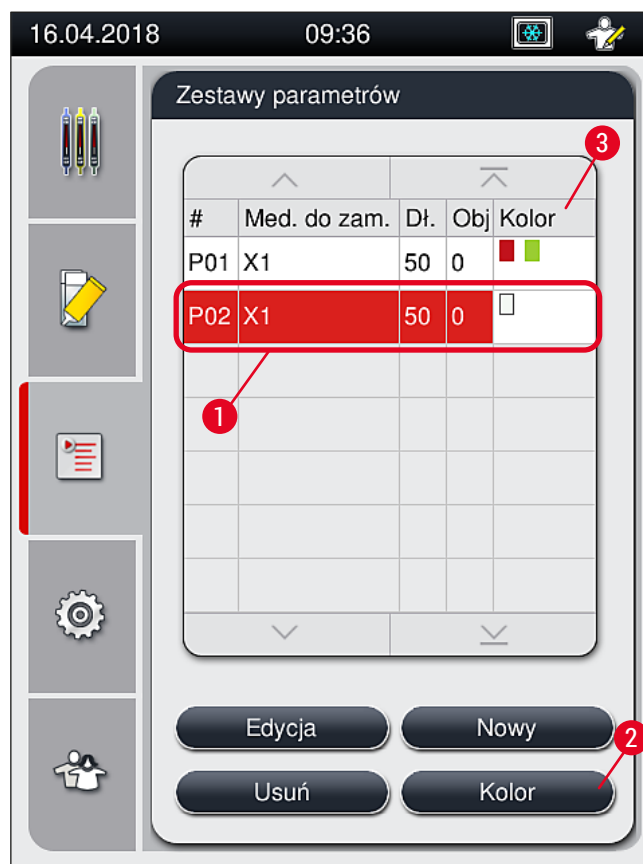 16.04.2018 09:36
Zestawy parametrów
3
# Med. do zam. Dł. Obj Kolor
P01 X1 50 0
P02 X1 50 0
1
Edycja Nowy
2
Usuń Kolor